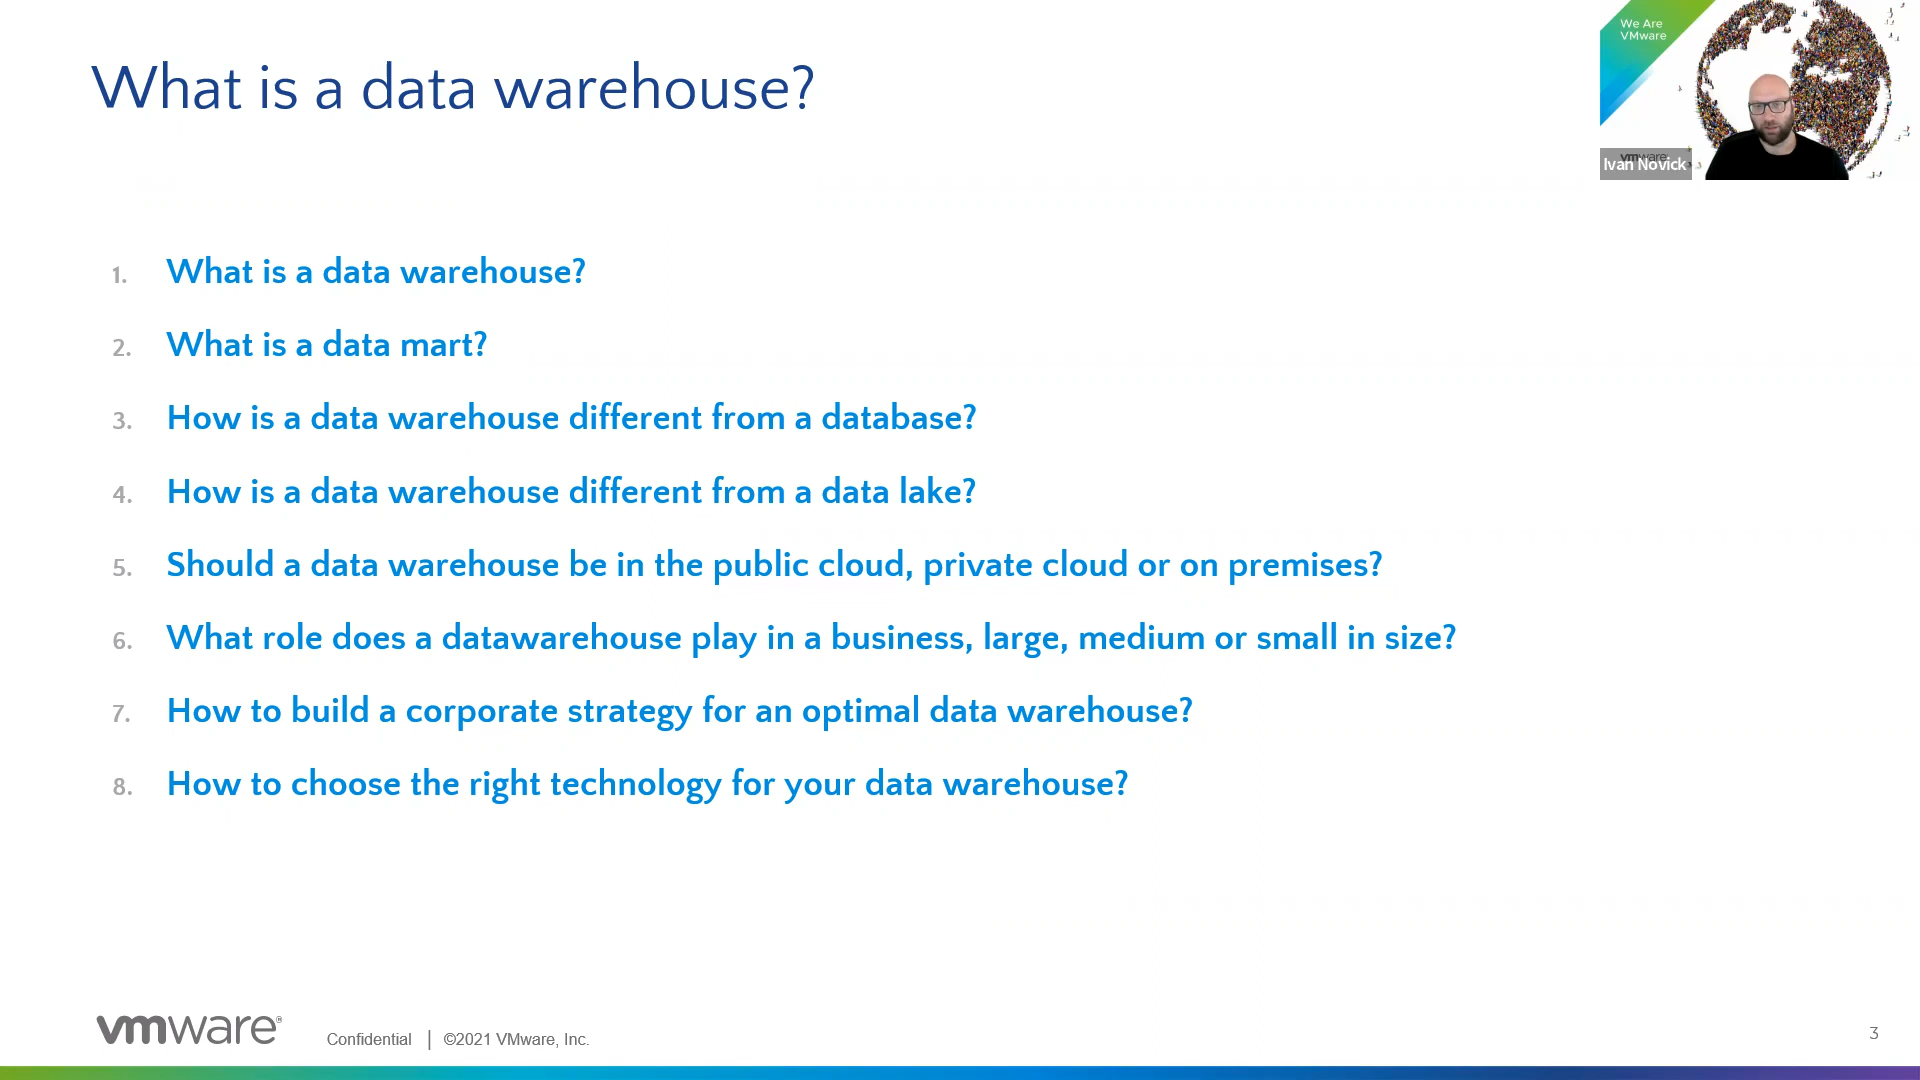 What is a data warehouse?
We Are
VMware
vmware
Ivan Novick
1. What is a data warehouse?
2. What is a data mart?
3. How is a data warehouse different from a database?
4. How is a data warehouse different from a data lake?
5. Should a data warehouse be in the public cloud, private cloud or on premises?
6. What role does a datawarehouse play in a business, large, medium or small in size?
7. How to build a corporate strategy for an optimal data warehouse?
8. How to choose the right technology for your data warehouse?
vmware®
Confidential | ©2021 VMware, Inc.
3